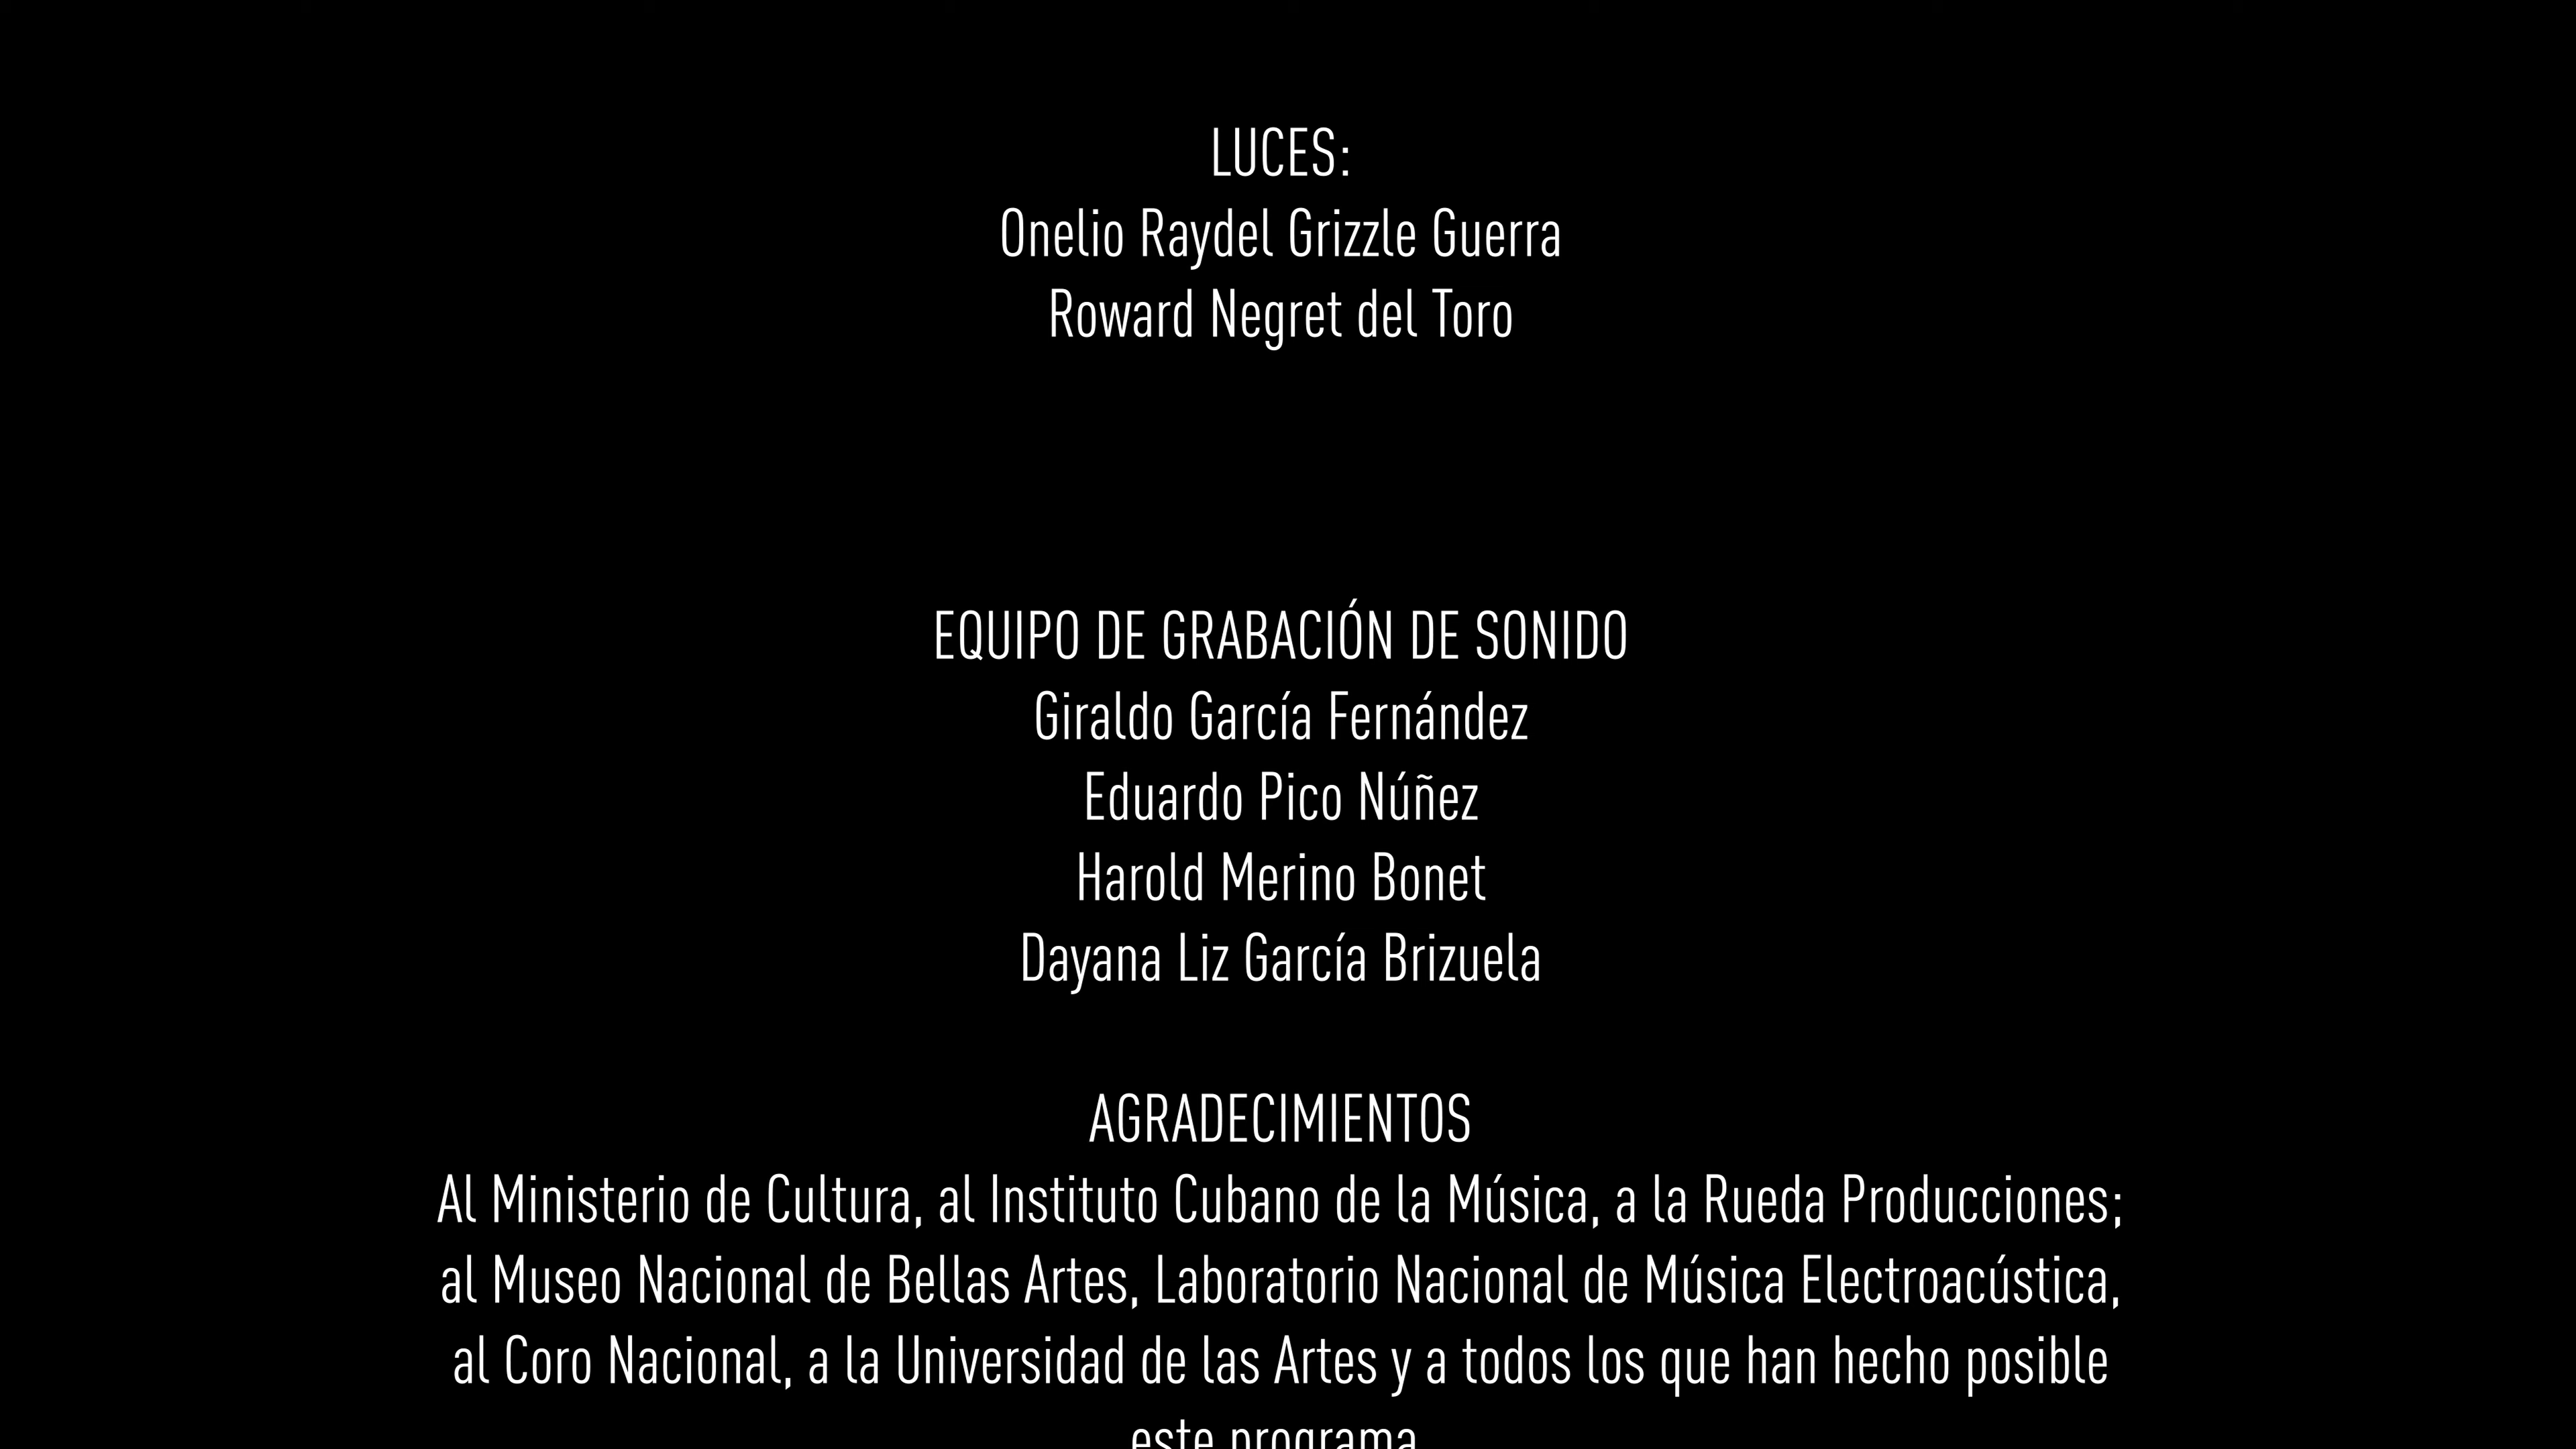 LUCES:
Onelio Raydel Grizzle Guerra
Roward Negret del Toro
EQUIPO DE GRABACIÓN DE SONIDO
Giraldo García Fernández
Eduardo Pico Núñez
Harold Merino Bonet
Dayana Liz García Brizuela
AGRADECIMIENTOS
Al Ministerio de Cultura, al Instituto Cubano de la Música, a la Rueda Producciones;
al Museo Nacional de Bellas Artes, Laboratorio Nacional de Música Electroacústica,
al Coro Nacional, a la Universidad de las Artes y a todos los que han hecho posible
este programa